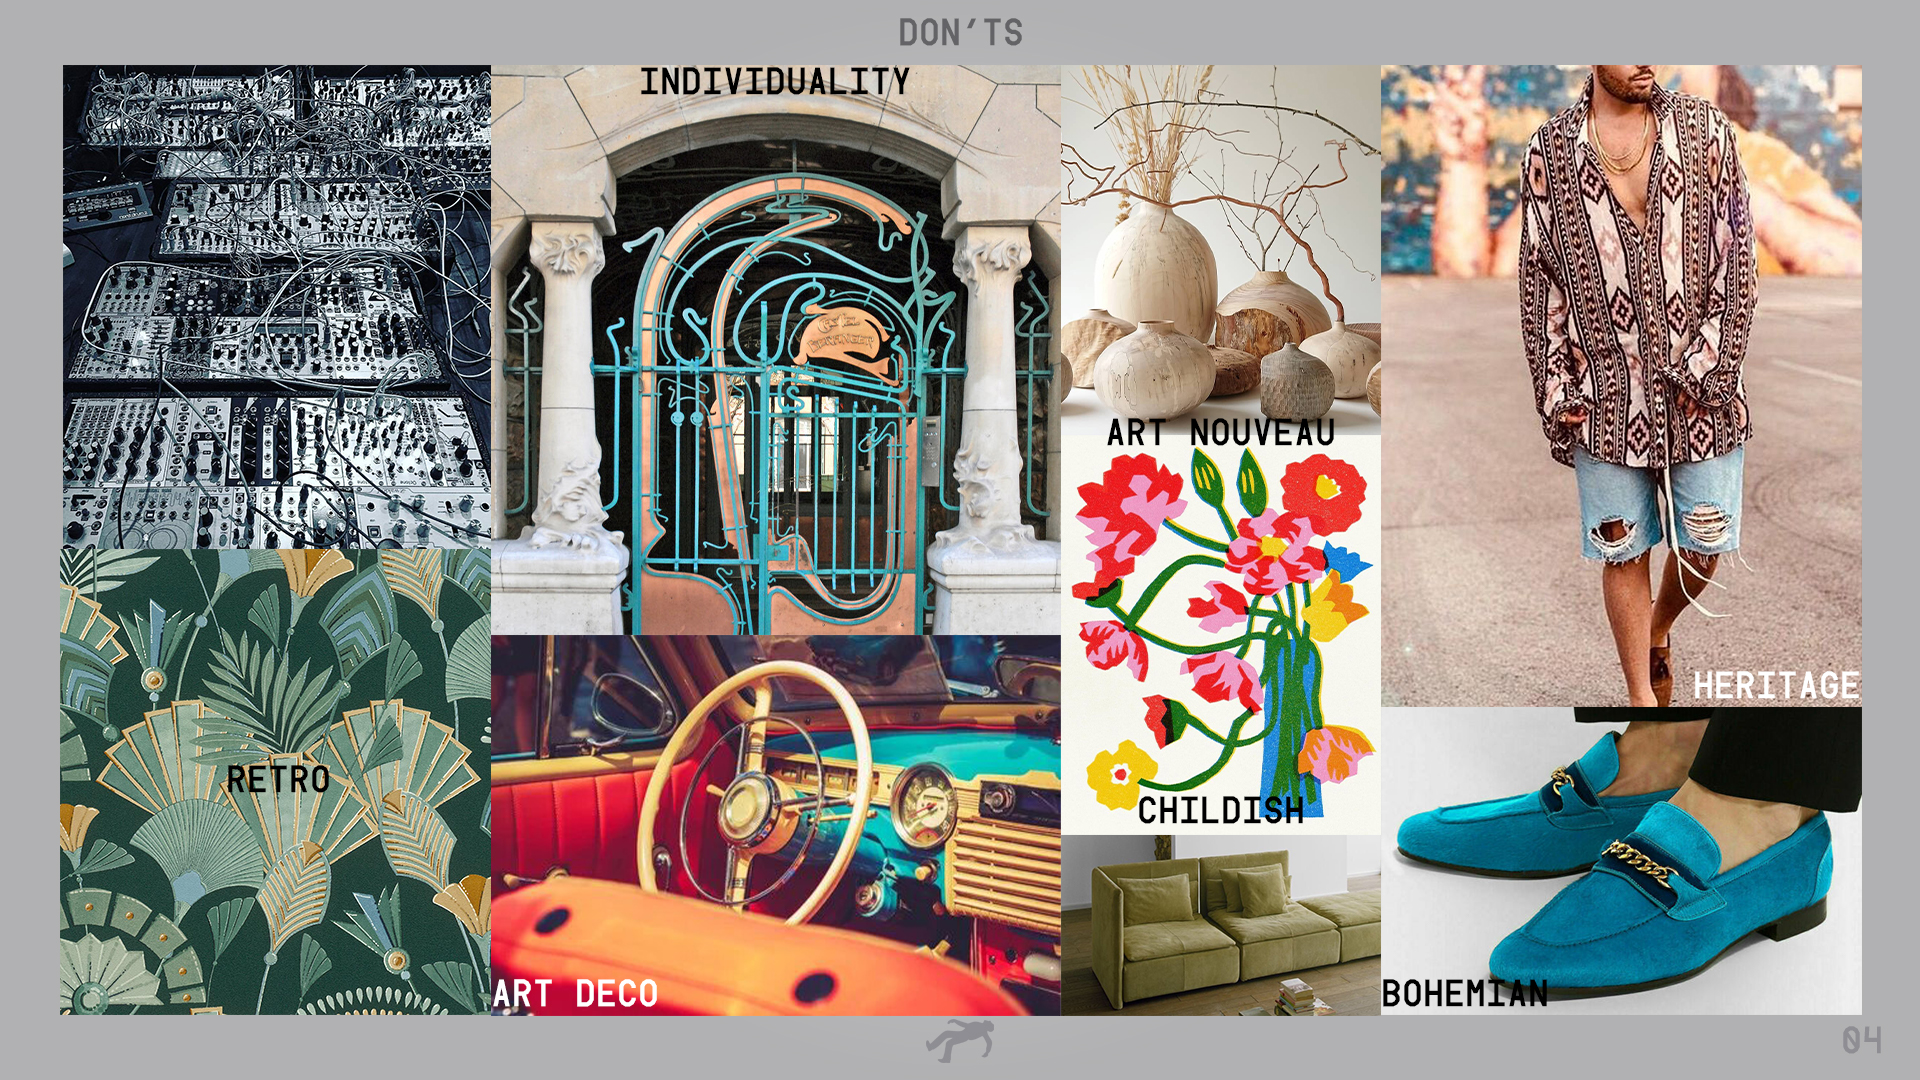 DON'TS
INDIVIDUALITY
ART NOUVEAU
HERITAGE
RETRO
CHILDISH
ART DECO
BOHEMIAN
04